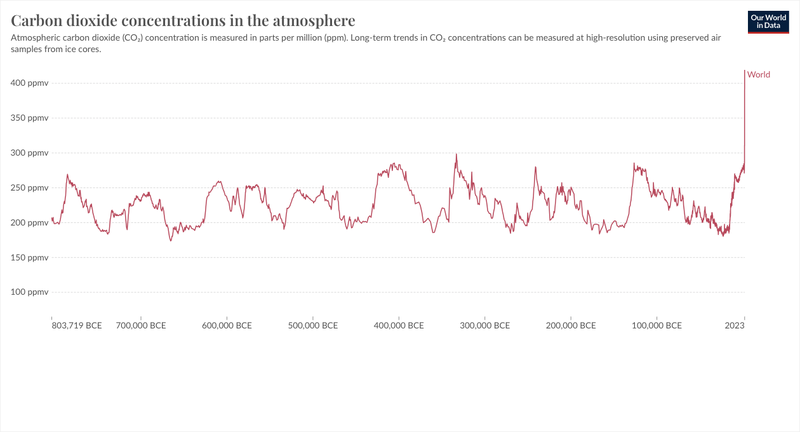 Carbon dioxide concentrations in the atmosphere
Our World
in Data
Atmospheric carbon dioxide (CO₂) concentration is measured in parts per million (ppm). Long-term trends in CO₂ concentrations can be measured at high-resolution using preserved air
samples from ice cores.
400 ppmv
World
350 ppmv
300 ppmv
250 ppmv
200 ppmv
150 ppmv
100 ppmv
803,719 BCE 700,000 BCE 600,000 BCE 500,000 BCE 400,000 BCE 300,000 BCE 200,000 BCE 100,000 BCE 2023